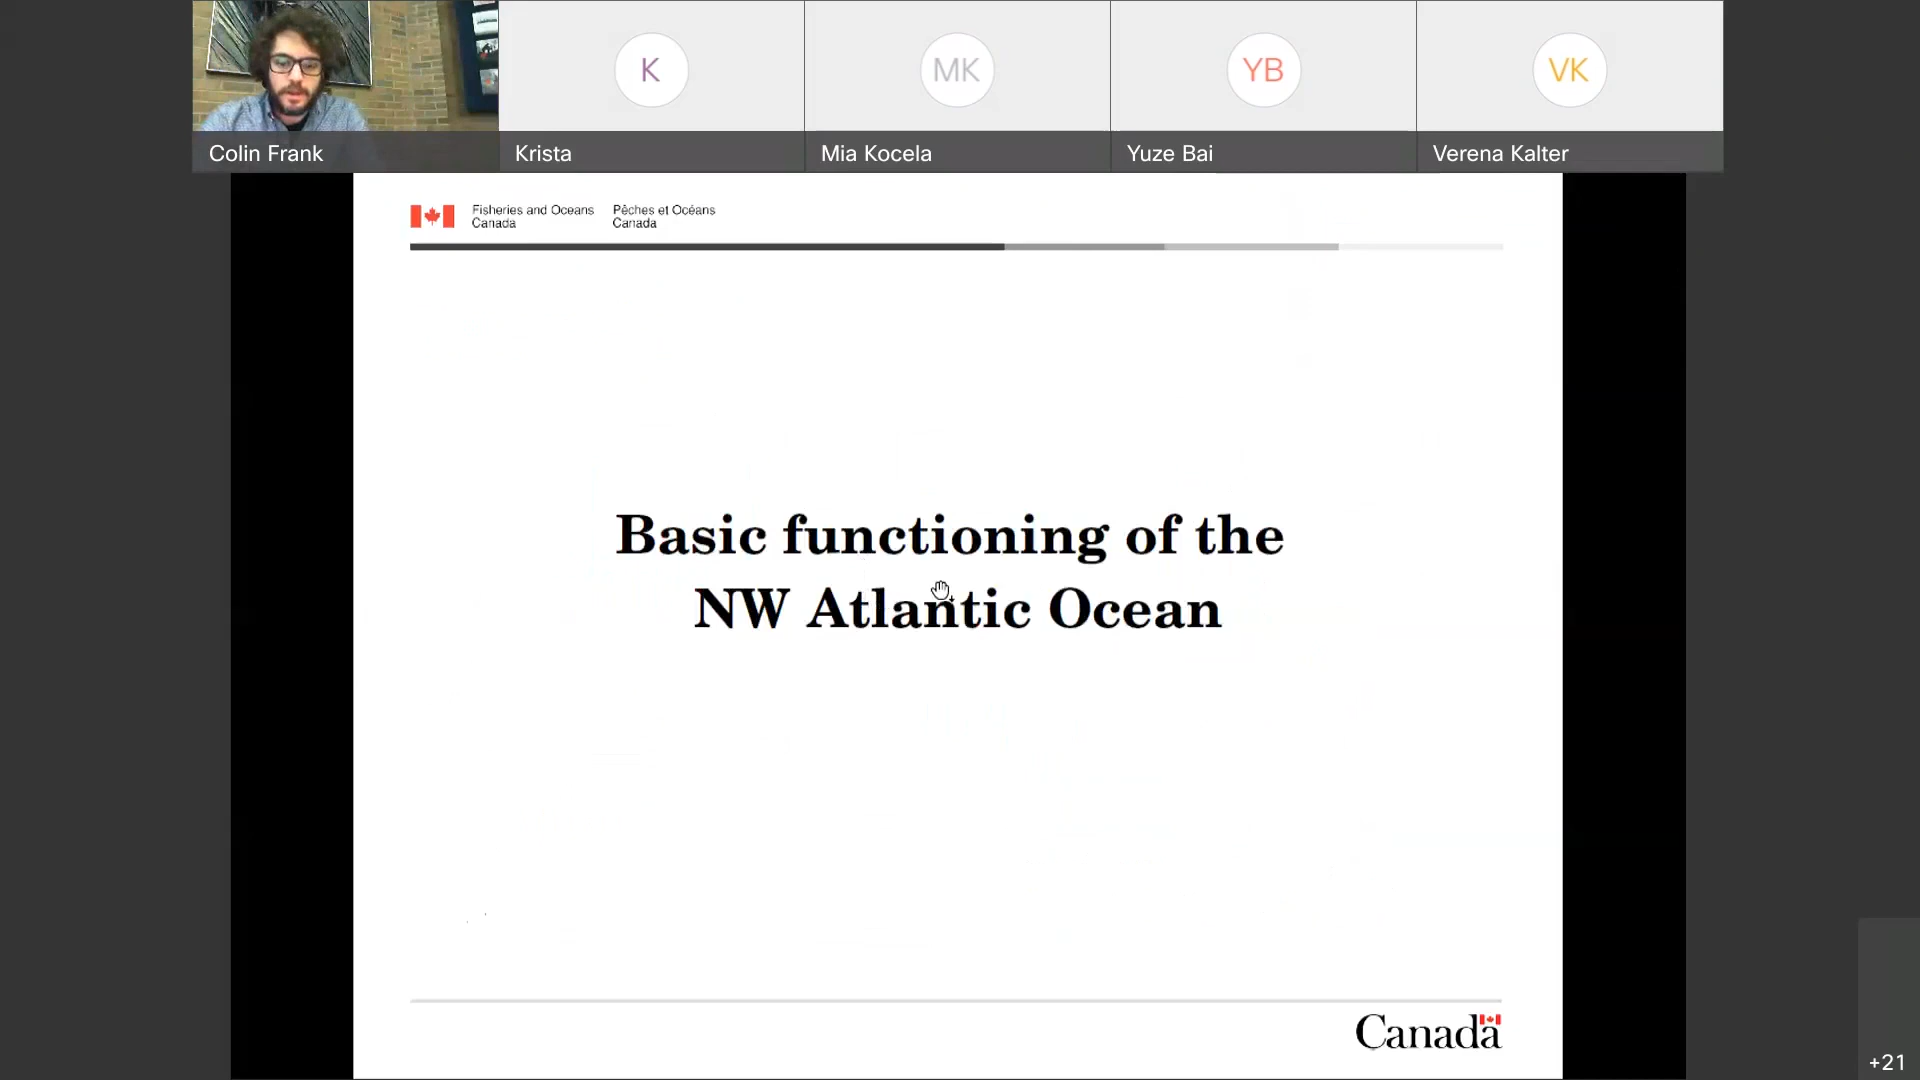 K
MK
YB
VK
Colin Frank
Krista
Mia Kocela
Yuze Bai
Verena Kalter
Fisheries and Oceans
Canada
Pêches et Océans
Canada
Basic functioning of the
NW Atlantic Ocean
Canada
+21